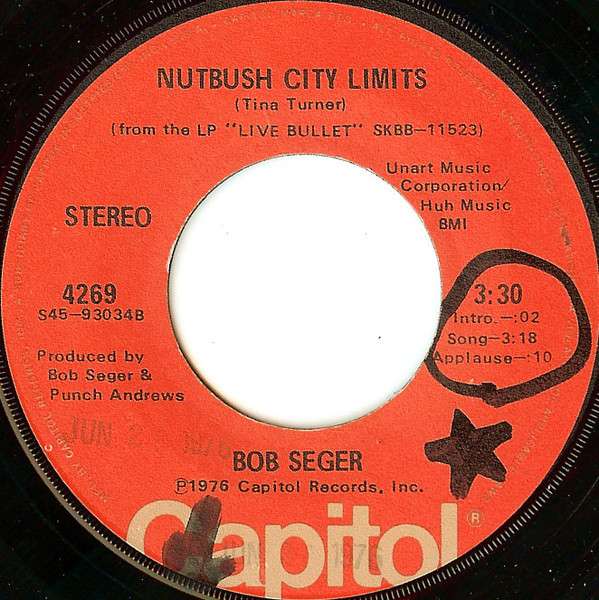 NUTBUSH CITY LIMITS
(Tina Turner)
(from the LP "LIVE BULLET" SKBB-11523)
Unart Music
Corporation/
Huh Music
BMI
STEREO
4269
S45-93034B
3:30
Intro.-:02
Song-3:18
Applause-:10
Produced by
Bob Seger &
Punch Andrews
JUN
BOB SEGER
℗1976 Capitol Records, Inc.
Capitol®
1976